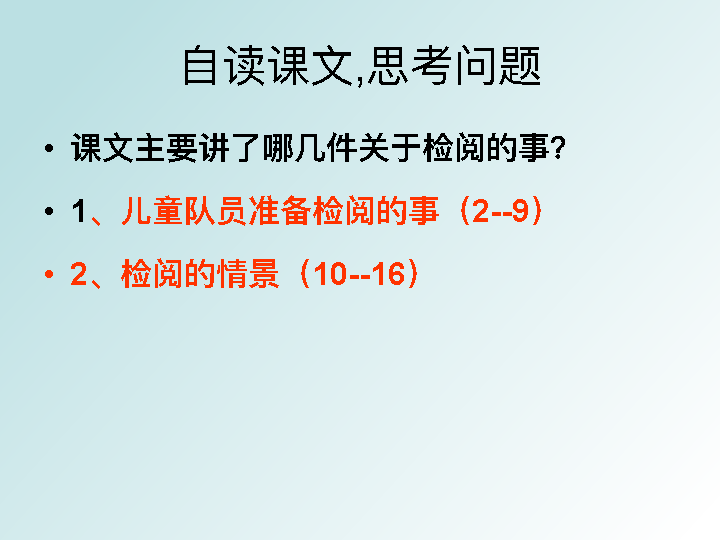 自读课文,思考问题
• 课文主要讲了哪几件关于检阅的事?
• 1、儿童队员准备检阅的事（2--9）
• 2、检阅的情景（10--16）